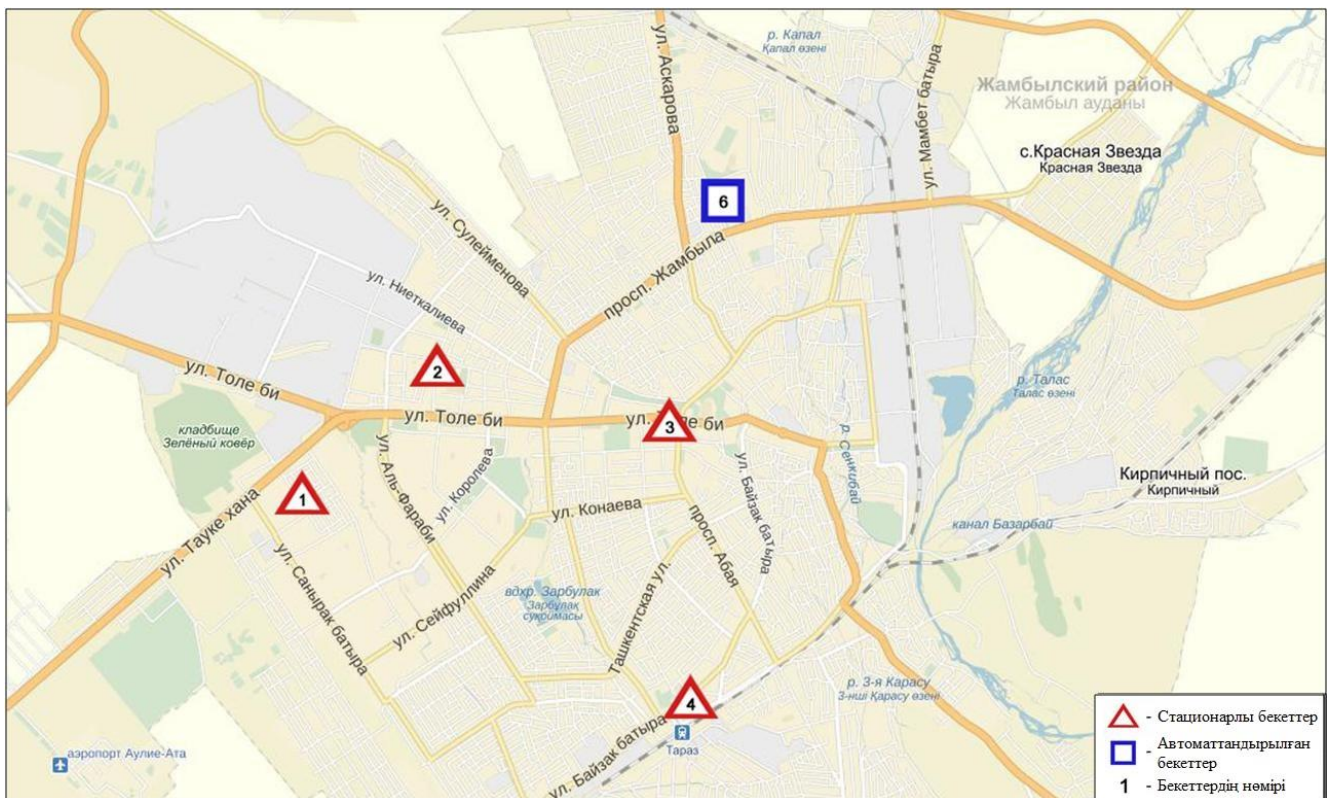 р. Капал
Қапал өзені
ул. Аскарова
ул. Мамбет батыра
Жамбылский район
Жамбыл ауданы
с.Красная Звезда
Красная Звезда
6
ул. Сулейменова
просп. Жамбыла
ул. Ниеткалиева
2
ул. Толе би
ул. Толе би
ул. Толе би
3
р. Талас
Талас өзені
кладбище
Зелёный ковёр
1
ул. Тауке хана
ул. Аль-Фараби
ул. Королева
ул. Конаева
ул. Байзак батыра
р. Сенкибай
Кирпичный пос.
Кирпичный
канал Базарбай
просп. Абая
ул. Санырак батыра
ул. Сейфуллина
вдхр. Зарбулак
Зарбулақ
суқоймасы
Ташкентская ул.
р. 3-я Карасу
3-нші Қарасу өзені
4
ул. Байзак батыра
Тараз
аэропорт Аулие-Ата
- Стационарлы бекеттер
- Автоматтандырылған
бекеттер
1 - Бекеттердің нөмірі